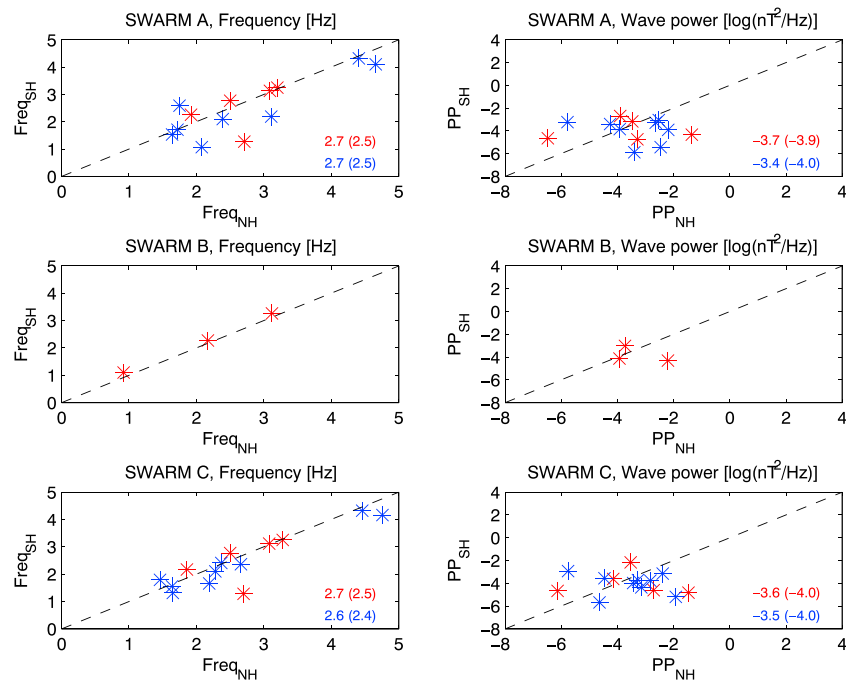 SWARM A, Frequency [Hz]
5
4
3
2
1
0
Freq_SH
2.7 (2.5)
2.7 (2.5)
0 1 2 3 4 5
Freq_NH
SWARM A, Wave power [log(nT²/Hz)]
4
2
0
−2
−4
−6
−8
PP_SH
−3.7 (−3.9)
−3.4 (−4.0)
−8 −6 −4 −2 0 2 4
PP_NH
SWARM B, Frequency [Hz]
5
4
3
2
1
0
Freq_SH
0 1 2 3 4 5
Freq_NH
SWARM B, Wave power [log(nT²/Hz)]
4
2
0
−2
−4
−6
−8
PP_SH
−8 −6 −4 −2 0 2 4
PP_NH
SWARM C, Frequency [Hz]
5
4
3
2
1
0
Freq_SH
2.7 (2.5)
2.6 (2.4)
0 1 2 3 4 5
Freq_NH
SWARM C, Wave power [log(nT²/Hz)]
4
2
0
−2
−4
−6
−8
PP_SH
−3.6 (−4.0)
−3.5 (−4.0)
−8 −6 −4 −2 0 2 4
PP_NH